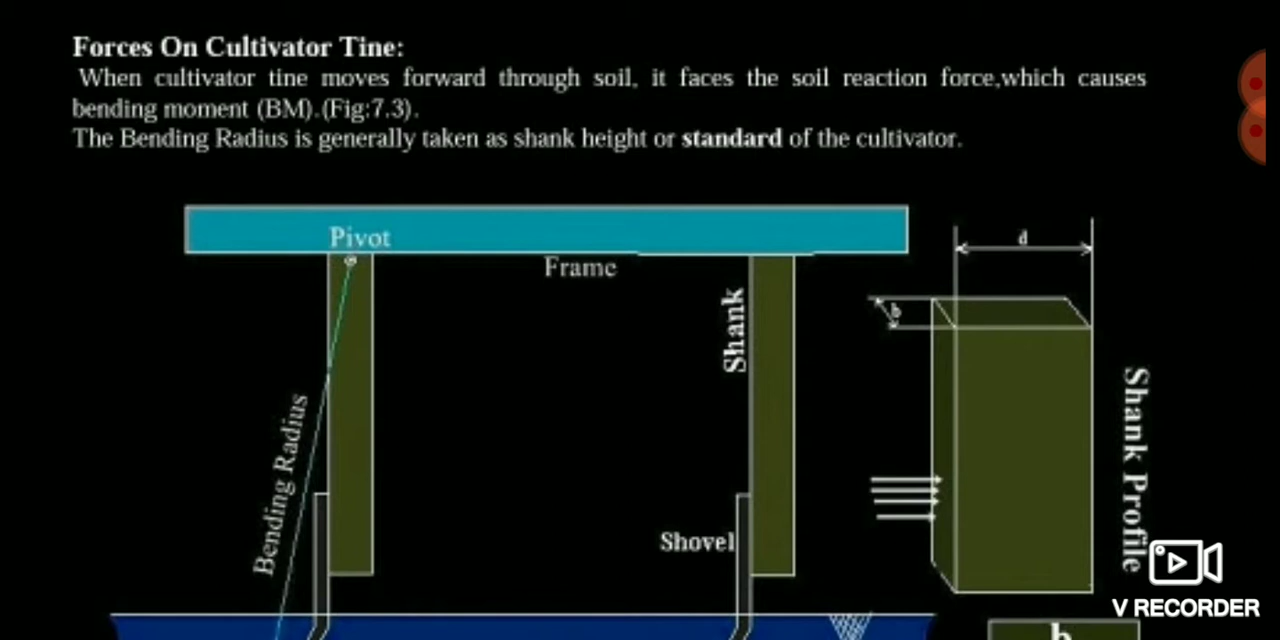 Forces On Cultivator Tine:
When cultivator tine moves forward through soil, it faces the soil reaction force,which causes
bending moment (BM).(Fig:7.3).
The Bending Radius is generally taken as shank height or standard of the cultivator.
Pivot
Frame
d
b
Shank
Bending Radius
Shovel
Shank Profile
V RECORDER
b